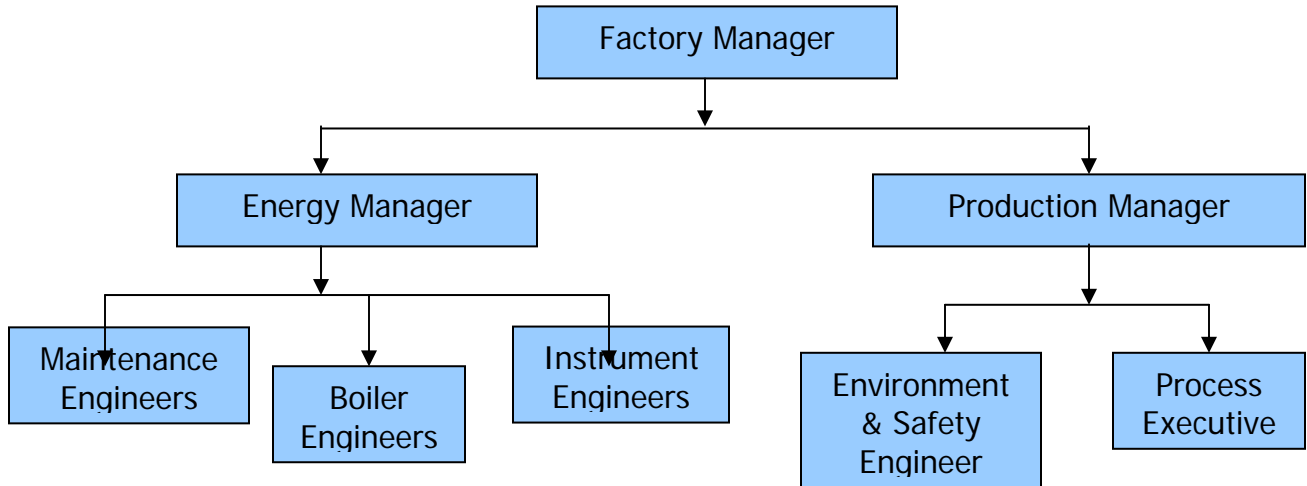 Factory Manager
Energy Manager
Production Manager
Maintenance
Engineers
Boiler
Engineers
Instrument
Engineers
Environment
& Safety
Engineer
Process
Executive